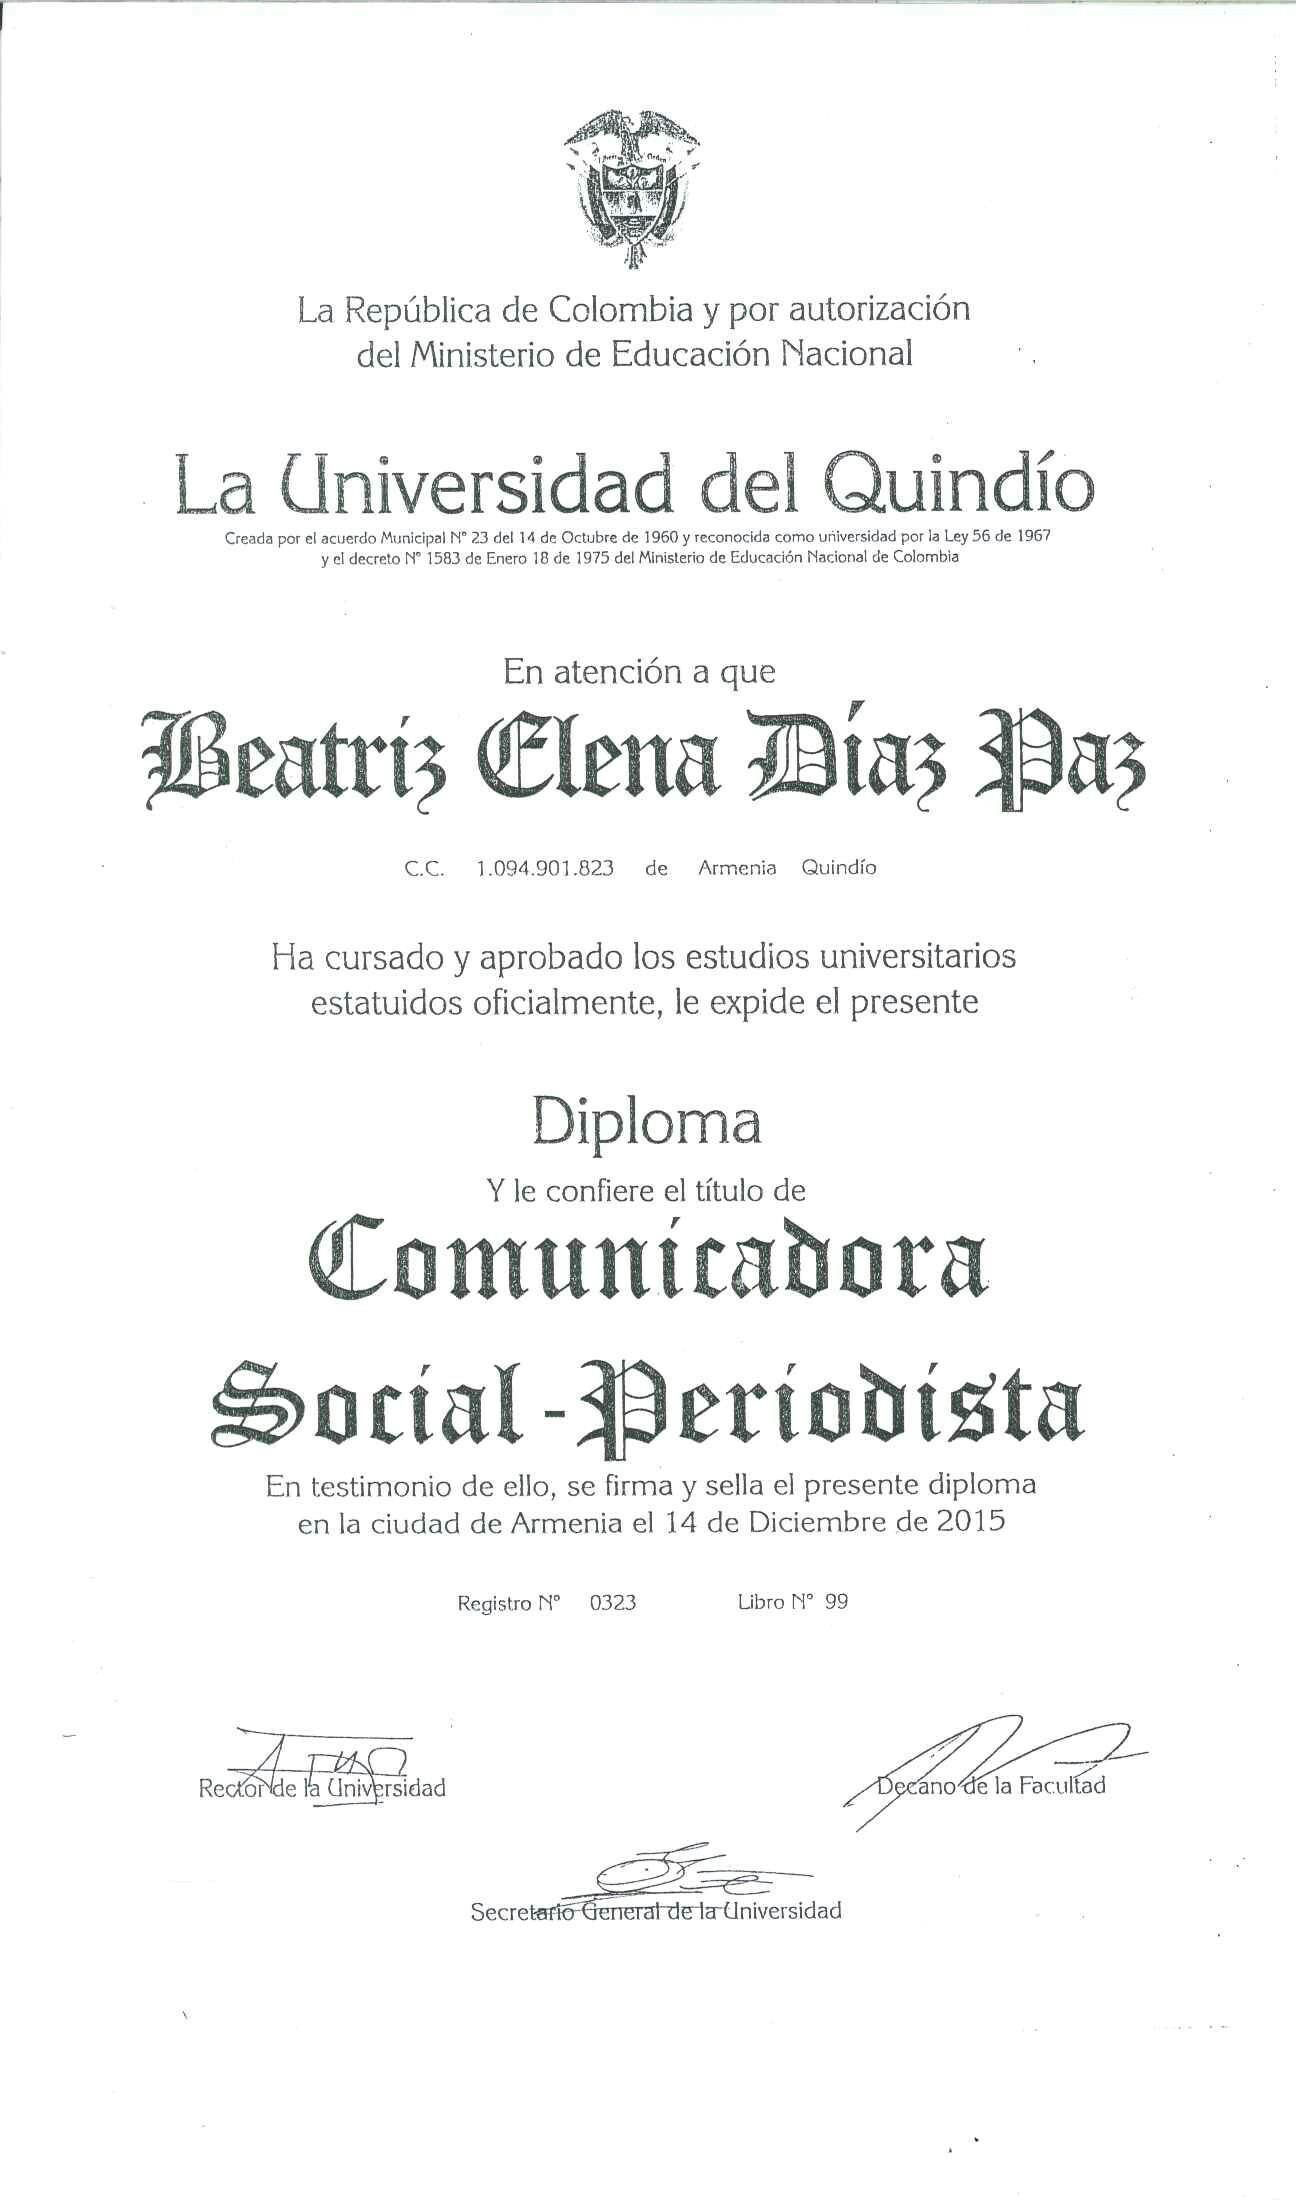 La República de Colombia y por autorización
del Ministerio de Educación Nacional
La Universidad del Quindío
Creada por el acuerdo Municipal Nº 23 del 14 de Octubre de 1960 y reconocida como universidad por la Ley 56 de 1967
y el decreto Nº 1583 de Enero 18 de 1975 del Ministerio de Educación Nacional de Colombia
En atención a que
Beatriz Elena Díaz Paz
C.C. 1.094.901.823 de Armenia Quindío
Ha cursado y aprobado los estudios universitarios
estatuidos oficialmente, le expide el presente
Diploma
Y le confiere el título de
Comunicadora
Social-Periodista
En testimonio de ello, se firma y sella el presente diploma
en la ciudad de Armenia el 14 de Diciembre de 2015
Registro Nº 0323 Libro Nº 99
Rector de la Universidad
Decano de la Facultad
Secretario General de la Universidad